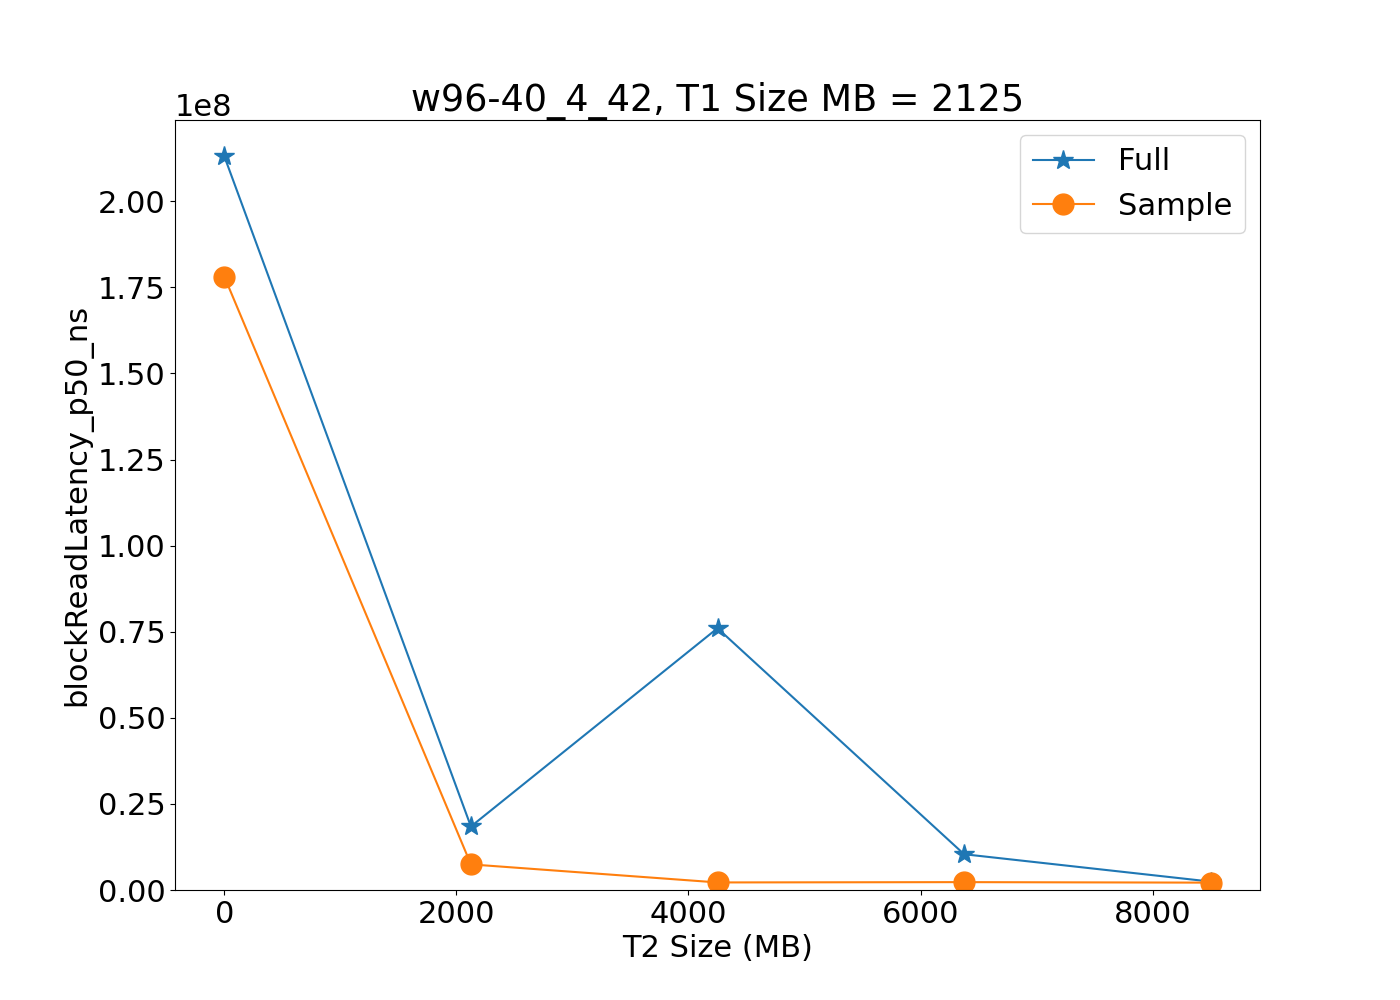 w96-40_4_42, T1 Size MB = 2125
1e8
Full
Sample
2.00
1.75
1.50
1.25
1.00
0.75
0.50
0.25
0.00
blockReadLatency_p50_ns
0 2000 4000 6000 8000
T2 Size (MB)